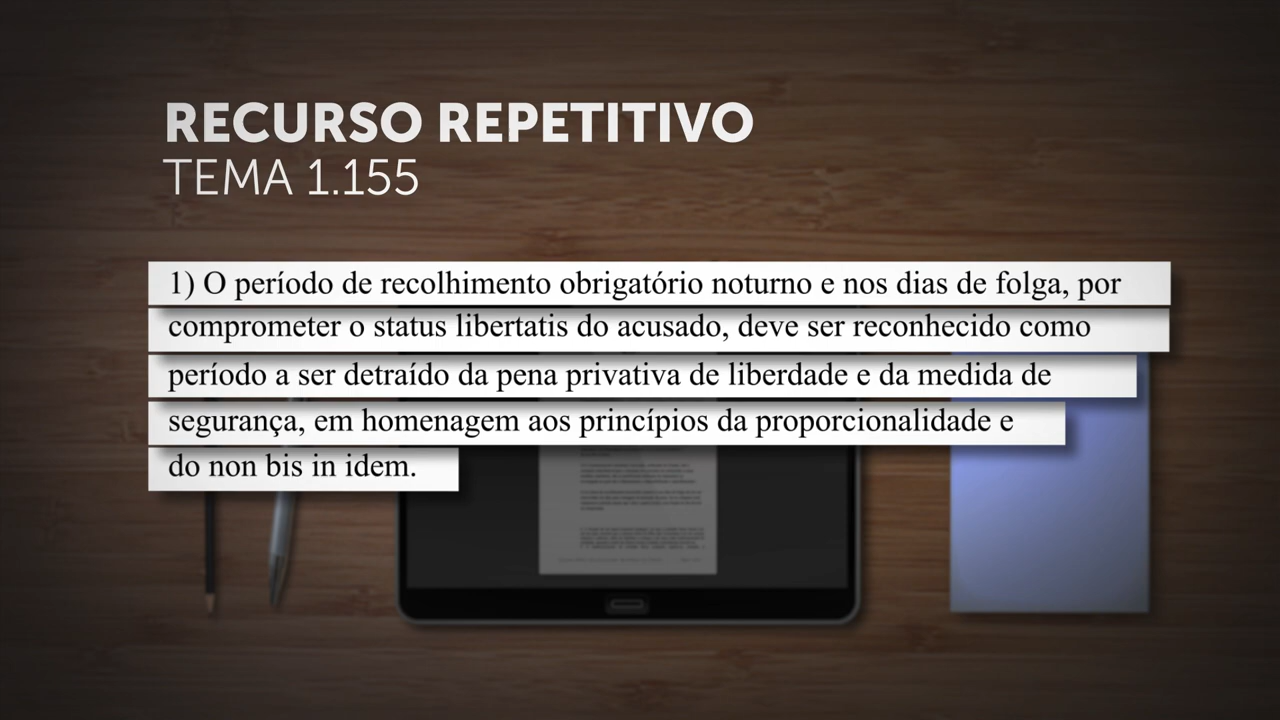 RECURSO REPETITIVO
TEMA 1.155
1) O período de recolhimento obrigatório noturno e nos dias de folga, por
comprometer o status libertatis do acusado, deve ser reconhecido como
período a ser detraído da pena privativa de liberdade e da medida de
segurança, em homenagem aos princípios da proporcionalidade e
do non bis in idem.